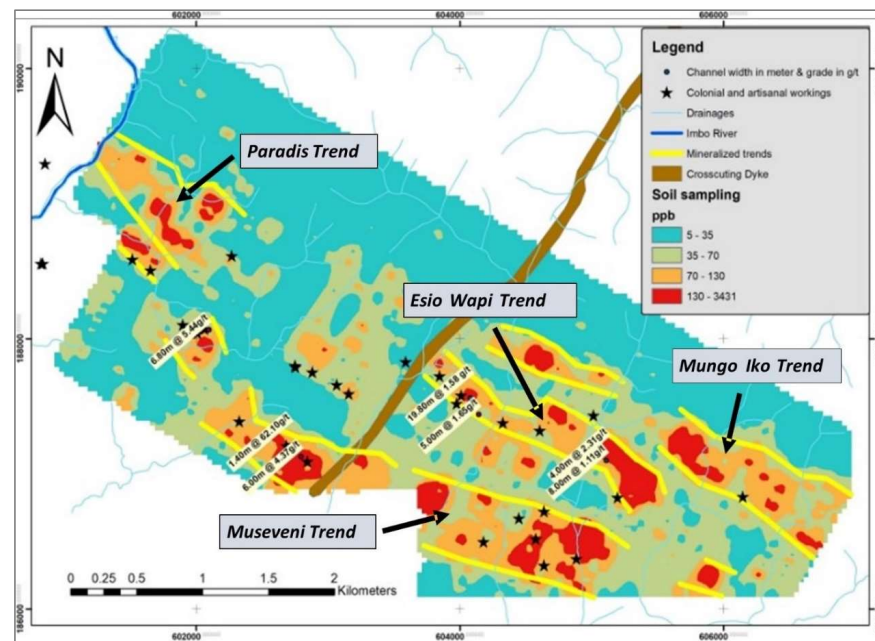 602000
604000
606000
190000
N
Legend
Channel width in meter & grade in g/t
Colonial and artisanal workings
Drainages
Imbo River
Mineralized trends
Crosscuting Dyke
Soil sampling
ppb
5 - 35
35 - 70
70 - 130
130 - 3431
Paradis Trend
Esio Wapi Trend
188000
188000
6.80m @ 5.44g/t
Mungo Iko Trend
19.80m @ 1.58 g/t
5.00m @ 1.65g/t
1.40m @ 62.10g/t
6.00m @ 4.37g/t
4.00m @ 2.31g/t
8.00m @ 1.11g/t
Museveni Trend
0 0.25 0.5 1 1.5 2
Kilometers
186000
602000
604000
606000